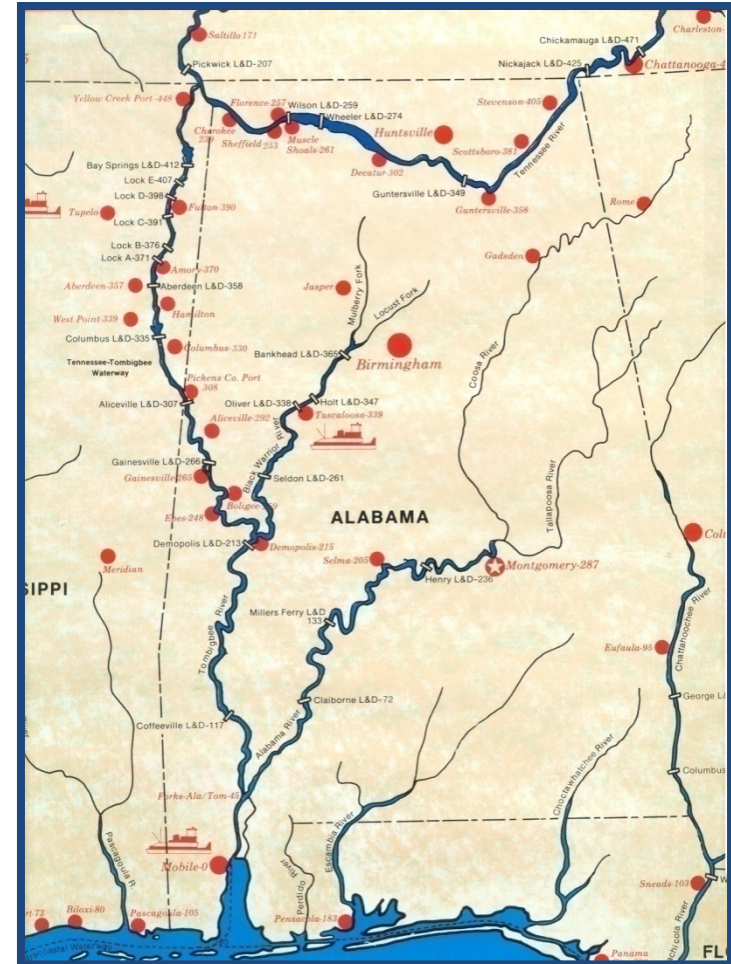 Saltillo 171
Chickamauga L&D-471
Charleston-
Pickwick L&D-207
Nickajack L&D-425
Chattanooga-4
Yellow Creek Port -448
Florence-257
Wilson L&D-259
Wheeler L&D-274
Stevenson-405
Cherokee
239
Sheffield 253
Muscle
Shoals-261
Huntsville
Scottsboro-381
Tennessee River
Bay Springs L&D-412
Decatur-302
Lock E-407
Guntersville L&D-349
Lock D-398
Guntersville-358
Rome
Tupelo
Fulton-390
Lock C-391
Lock B-376
Lock A-371
Gadsden
Amory-370
Aberdeen-357
Aberdeen L&D-358
Jasper
Mulberry Fork
Locust Fork
Hamilton
West Point-339
Columbus L&D-335
Columbus-330
Coosa River
Bankhead L&D-365
Birmingham
Tennessee-Tombigbee
Waterway
Pickens Co. Port
308
Aliceville L&D-307
Oliver L&D-338
Holt L&D-347
Tuscaloosa-339
Aliceville-292
Black Warrior River
Gainesville L&D-266
Gainesville-265
Seldon L&D-261
Tallapoosa River
Epes-248
ALABAMA
Demopolis L&D-213
Demopolis-215
Meridian
Selma-205
Montgomery-287
Henry L&D-236
SIPPI
Millers Ferry L&D
133
Tombigbee River
Eufaula-95
Chattahoochee River
Claiborne L&D-72
George
Coffeeville L&D-117
Alabama River
Columbus
Choctawhatchee River
Forks-Ala/Tom-45
Pascagoula R.
Escambia River
Perdido River
Mobile-0
Sneads-103
W
rt-73
Biloxi-80
Pascagoula-105
Pensacola-183
racoastal Waterway
chicola River
Panama
FL